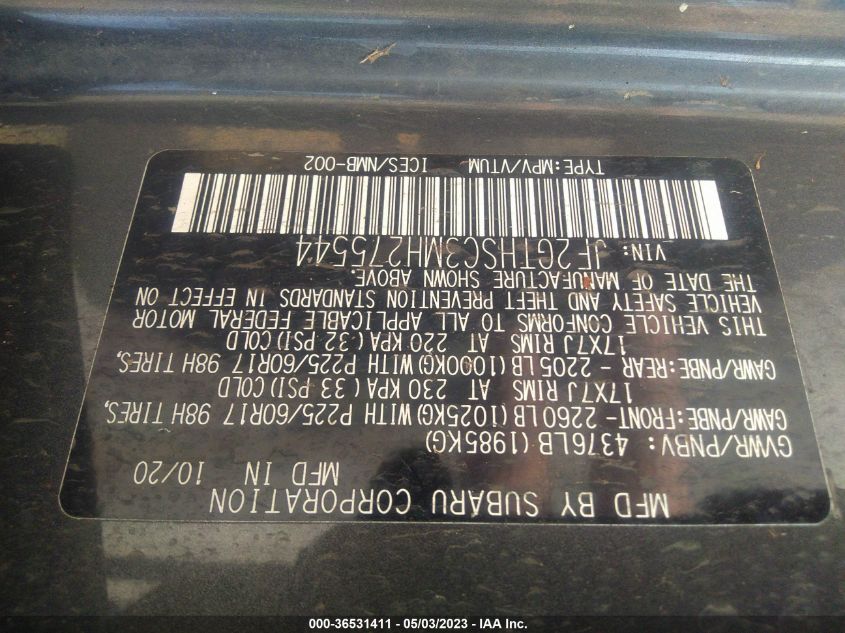 MFD BY SUBARU CORPORATION
MFD IN 10/20
GVWR/PNBV: 4376LB (1985KG)
GAWR/PNBE:FRONT- 2260LB (1025KG) WITH P225/60R17 98H TIRES,
17X7J RIMS AT 230 KPA ( 33 PSI) COLD
GAWR/PNBE:REAR - 2205LB (1000KG) WITH P225/60R17 98H TIRES,
17X7J RIMS AT 220 KPA ( 32 PSI) COLD
THIS VEHICLE CONFORMS TO ALL APPLICABLE FEDERAL MOTOR
VEHICLE SAFETY AND THEFT PREVENTION STANDARDS IN EFFECT ON
THE DATE OF MANUFACTURE SHOWN ABOVE.
VIN: JF2GTHSC3MH275544
TYPE:MPV/VTUM ICES/NMB-002
000-36531411 - 05/03/2023 - IAA Inc.